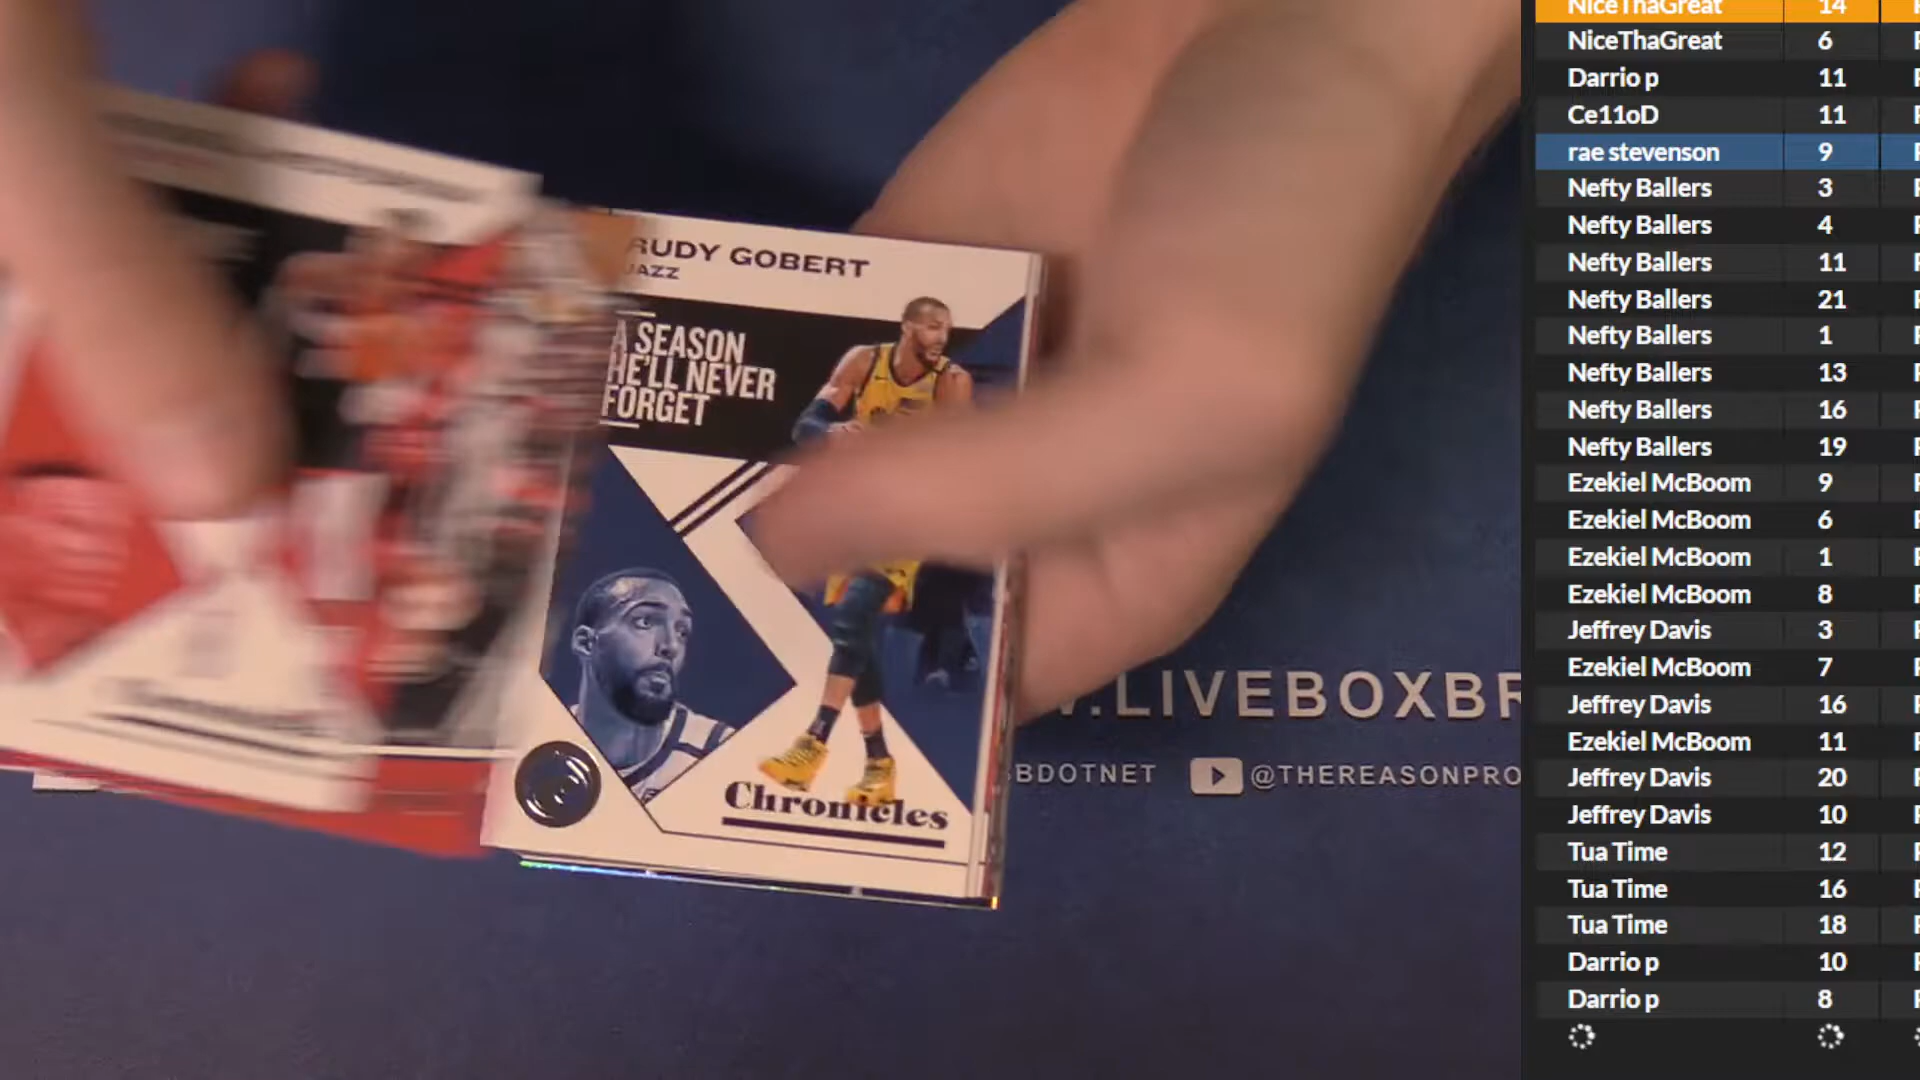 RUDY GOBERT
JAZZ
A SEASON
HE'LL NEVER
FORGET
Chronicles
.LIVEBOXBR
BDOTNET
@THEREASONPRO
NiceThaGreat 14
NiceThaGreat 6
Darrio p 11
Ce11oD 11
rae stevenson 9
Nefty Ballers 3
Nefty Ballers 4
Nefty Ballers 11
Nefty Ballers 21
Nefty Ballers 1
Nefty Ballers 13
Nefty Ballers 16
Nefty Ballers 19
Ezekiel McBoom 9
Ezekiel McBoom 6
Ezekiel McBoom 1
Ezekiel McBoom 8
Jeffrey Davis 3
Ezekiel McBoom 7
Jeffrey Davis 16
Ezekiel McBoom 11
Jeffrey Davis 20
Jeffrey Davis 10
Tua Time 12
Tua Time 16
Tua Time 18
Darrio p 10
Darrio p 8